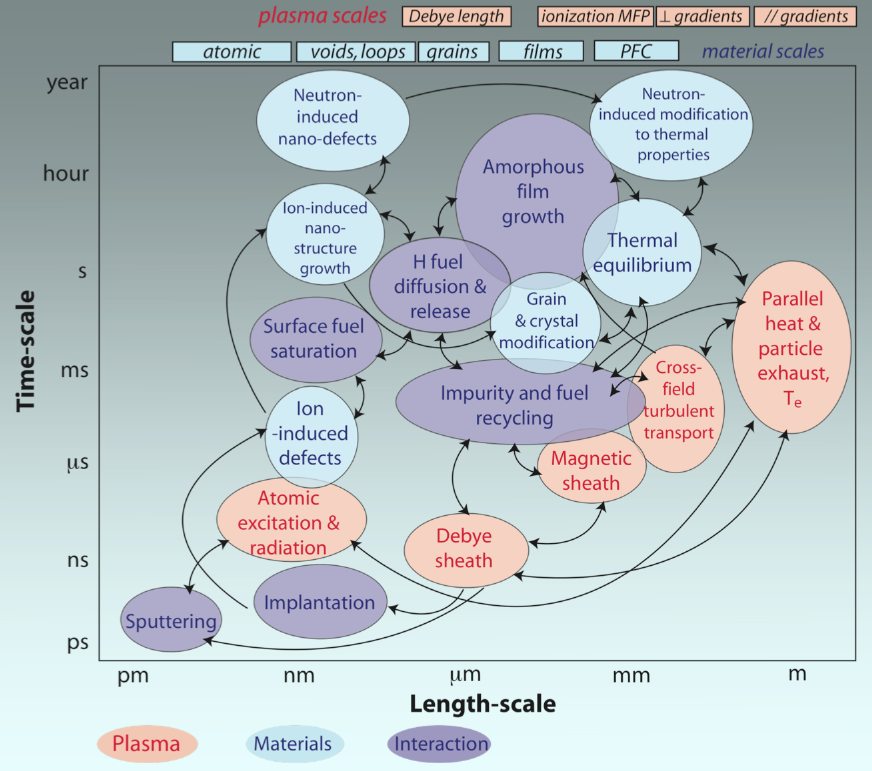 plasma scales
Debye length
ionization MFP
⊥ gradients
// gradients
atomic
voids, loops
grains
films
PFC
material scales
year
hour
s
ms
μs
ns
ps
Time-scale
Neutron-
induced
nano-defects
Neutron-
induced modification
to thermal
properties
Amorphous
film
growth
Ion-induced
nano-
structure
growth
Thermal
equilibrium
H fuel
diffusion &
release
Grain
& crystal
modification
Parallel
heat &
particle
exhaust,
Te
Surface fuel
saturation
Cross-
field
turbulent
transport
Impurity and fuel
recycling
Ion
-induced
defects
Magnetic
sheath
Atomic
excitation &
radiation
Debye
sheath
Implantation
Sputtering
pm
nm
μm
mm
m
Length-scale
Plasma
Materials
Interaction